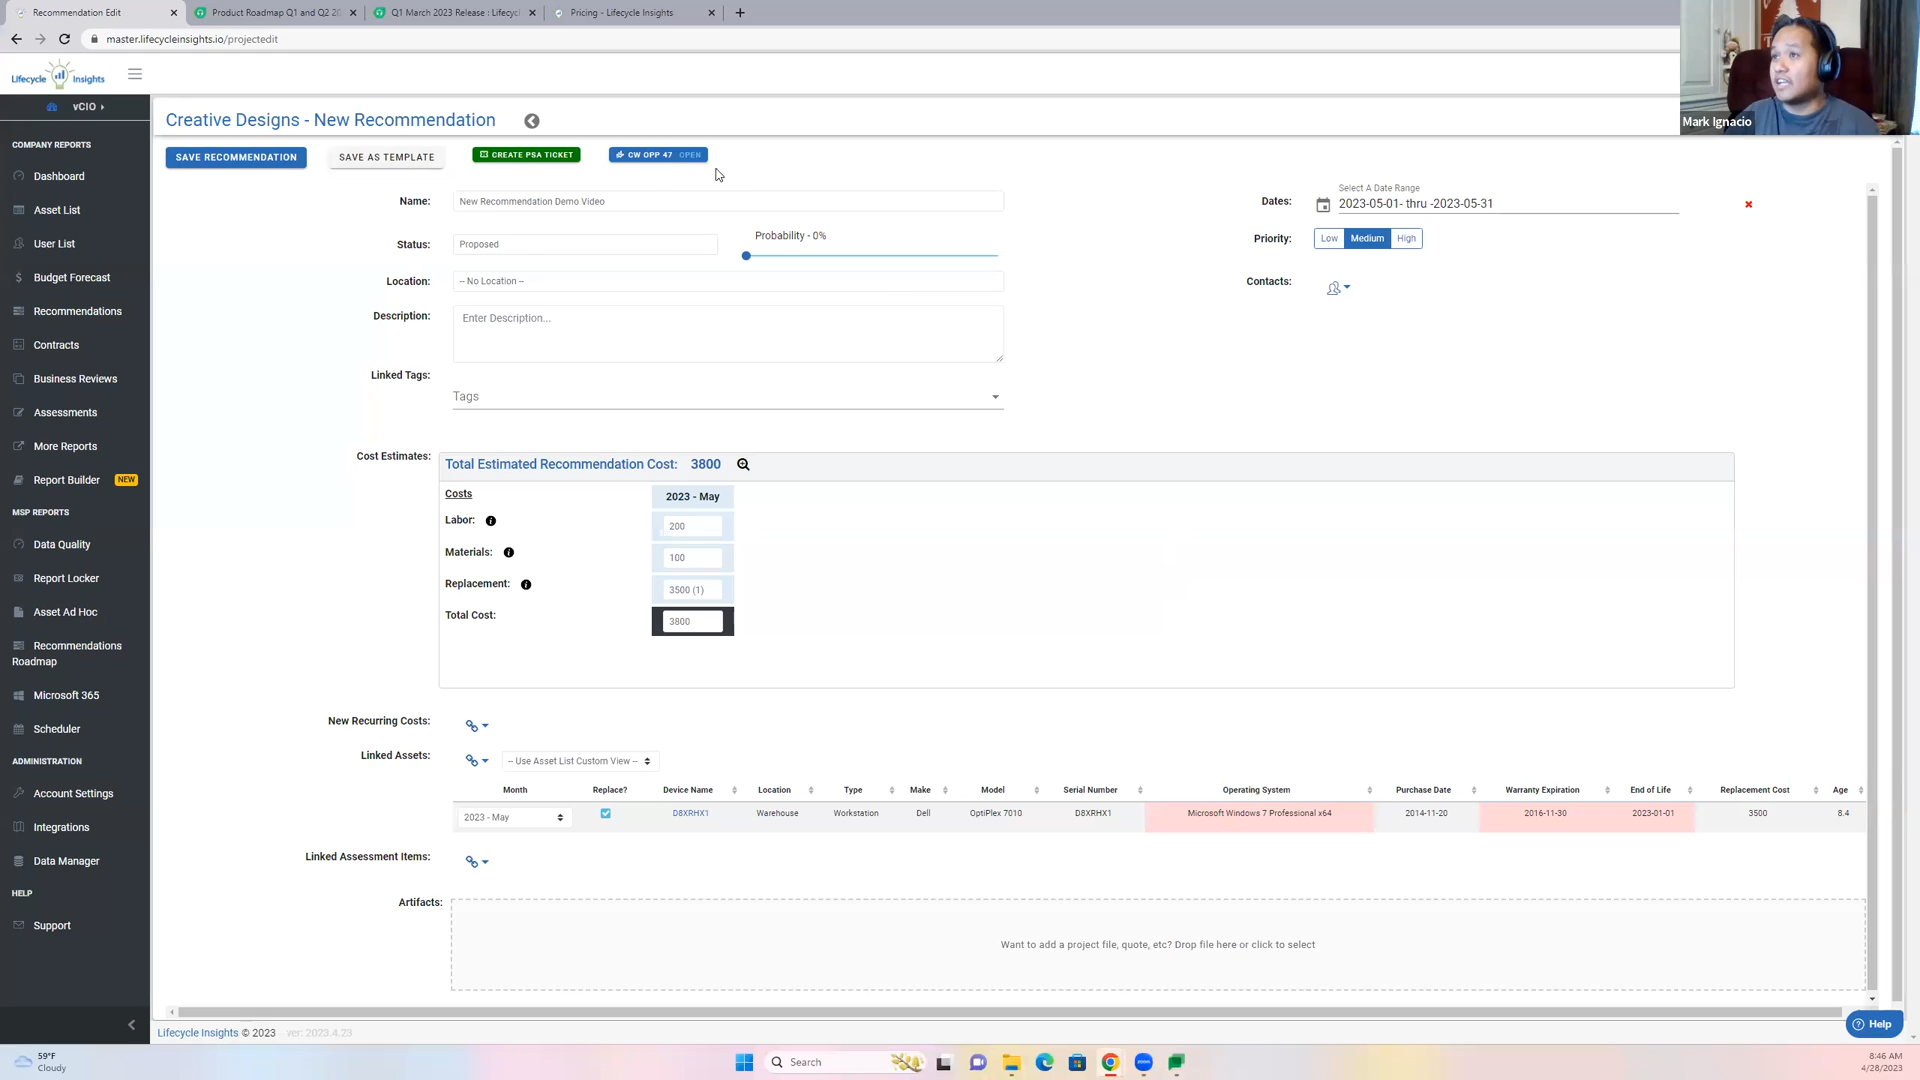 Recommendation Edit
Product Roadmap Q1 and Q2 20
Q1 March 2023 Release : Lifecycl
Pricing - Lifecycle Insights
master.lifecycleinsights.io/projectedit
Lifecycle Insights
vCIO
Mark Ignacio
Creative Designs - New Recommendation
SAVE RECOMMENDATION
SAVE AS TEMPLATE
CREATE PSA TICKET
CW OPP 47 OPEN
COMPANY REPORTS
Dashboard
Asset List
User List
Budget Forecast
Recommendations
Contracts
Business Reviews
Assessments
More Reports
Report Builder NEW
MSP REPORTS
Data Quality
Report Locker
Asset Ad Hoc
Recommendations
Roadmap
Microsoft 365
Scheduler
ADMINISTRATION
Account Settings
Integrations
Data Manager
HELP
Support
Name: New Recommendation Demo Video
Status: Proposed
Probability - 0%
Location: -- No Location --
Description: Enter Description...
Linked Tags:
Tags
Select A Date Range
Dates: 2023-05-01- thru -2023-05-31
Priority: Low Medium High
Contacts:
Cost Estimates:
Total Estimated Recommendation Cost: 3800
Costs 2023 - May
Labor: 200
Materials: 100
Replacement: 3500 (1)
Total Cost: 3800
New Recurring Costs:
Linked Assets: -- Use Asset List Custom View --
Month Replace? Device Name Location Type Make Model Serial Number Operating System Purchase Date Warranty Expiration End of Life Replacement Cost Age
2023 - May D8XRHX1 Warehouse Workstation Dell OptiPlex 7010 D8XRHX1 Microsoft Windows 7 Professional x64 2014-11-20 2016-11-30 2023-01-01 3500 8.4
Linked Assessment Items:
Artifacts:
Want to add a project file, quote, etc? Drop file here or click to select
Lifecycle Insights © 2023 ver: 2023.4.23
Help
59°F
Cloudy
Search
8:46 AM
4/28/2023